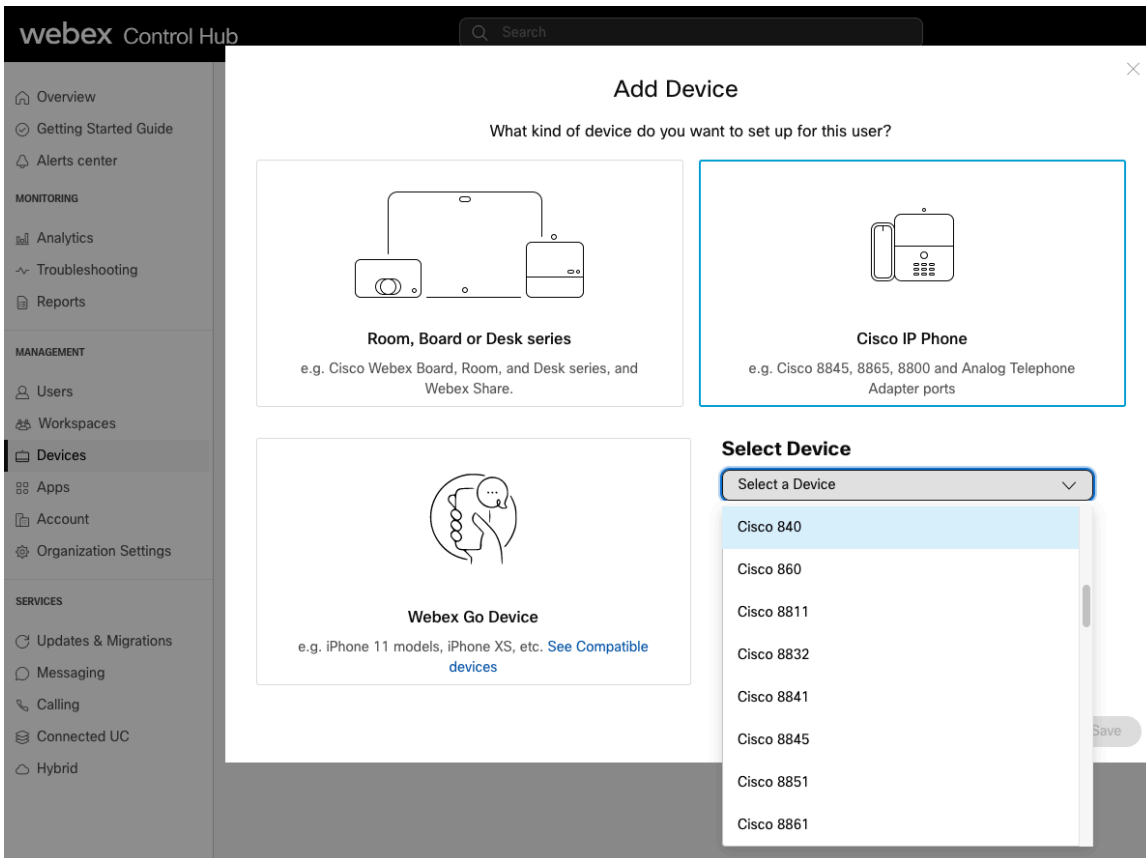 webex Control Hub
Search
Overview
Getting Started Guide
Alerts center
MONITORING
Analytics
Troubleshooting
Reports
MANAGEMENT
Users
Workspaces
Devices
Apps
Account
Organization Settings
SERVICES
Updates & Migrations
Messaging
Calling
Connected UC
Hybrid
Add Device
What kind of device do you want to set up for this user?
Room, Board or Desk series
e.g. Cisco Webex Board, Room, and Desk series, and
Webex Share.
Cisco IP Phone
e.g. Cisco 8845, 8865, 8800 and Analog Telephone
Adapter ports
Webex Go Device
e.g. iPhone 11 models, iPhone XS, etc. See Compatible
devices
Select Device
Select a Device
Cisco 840
Cisco 860
Cisco 8811
Cisco 8832
Cisco 8841
Cisco 8845
Cisco 8851
Cisco 8861
Save